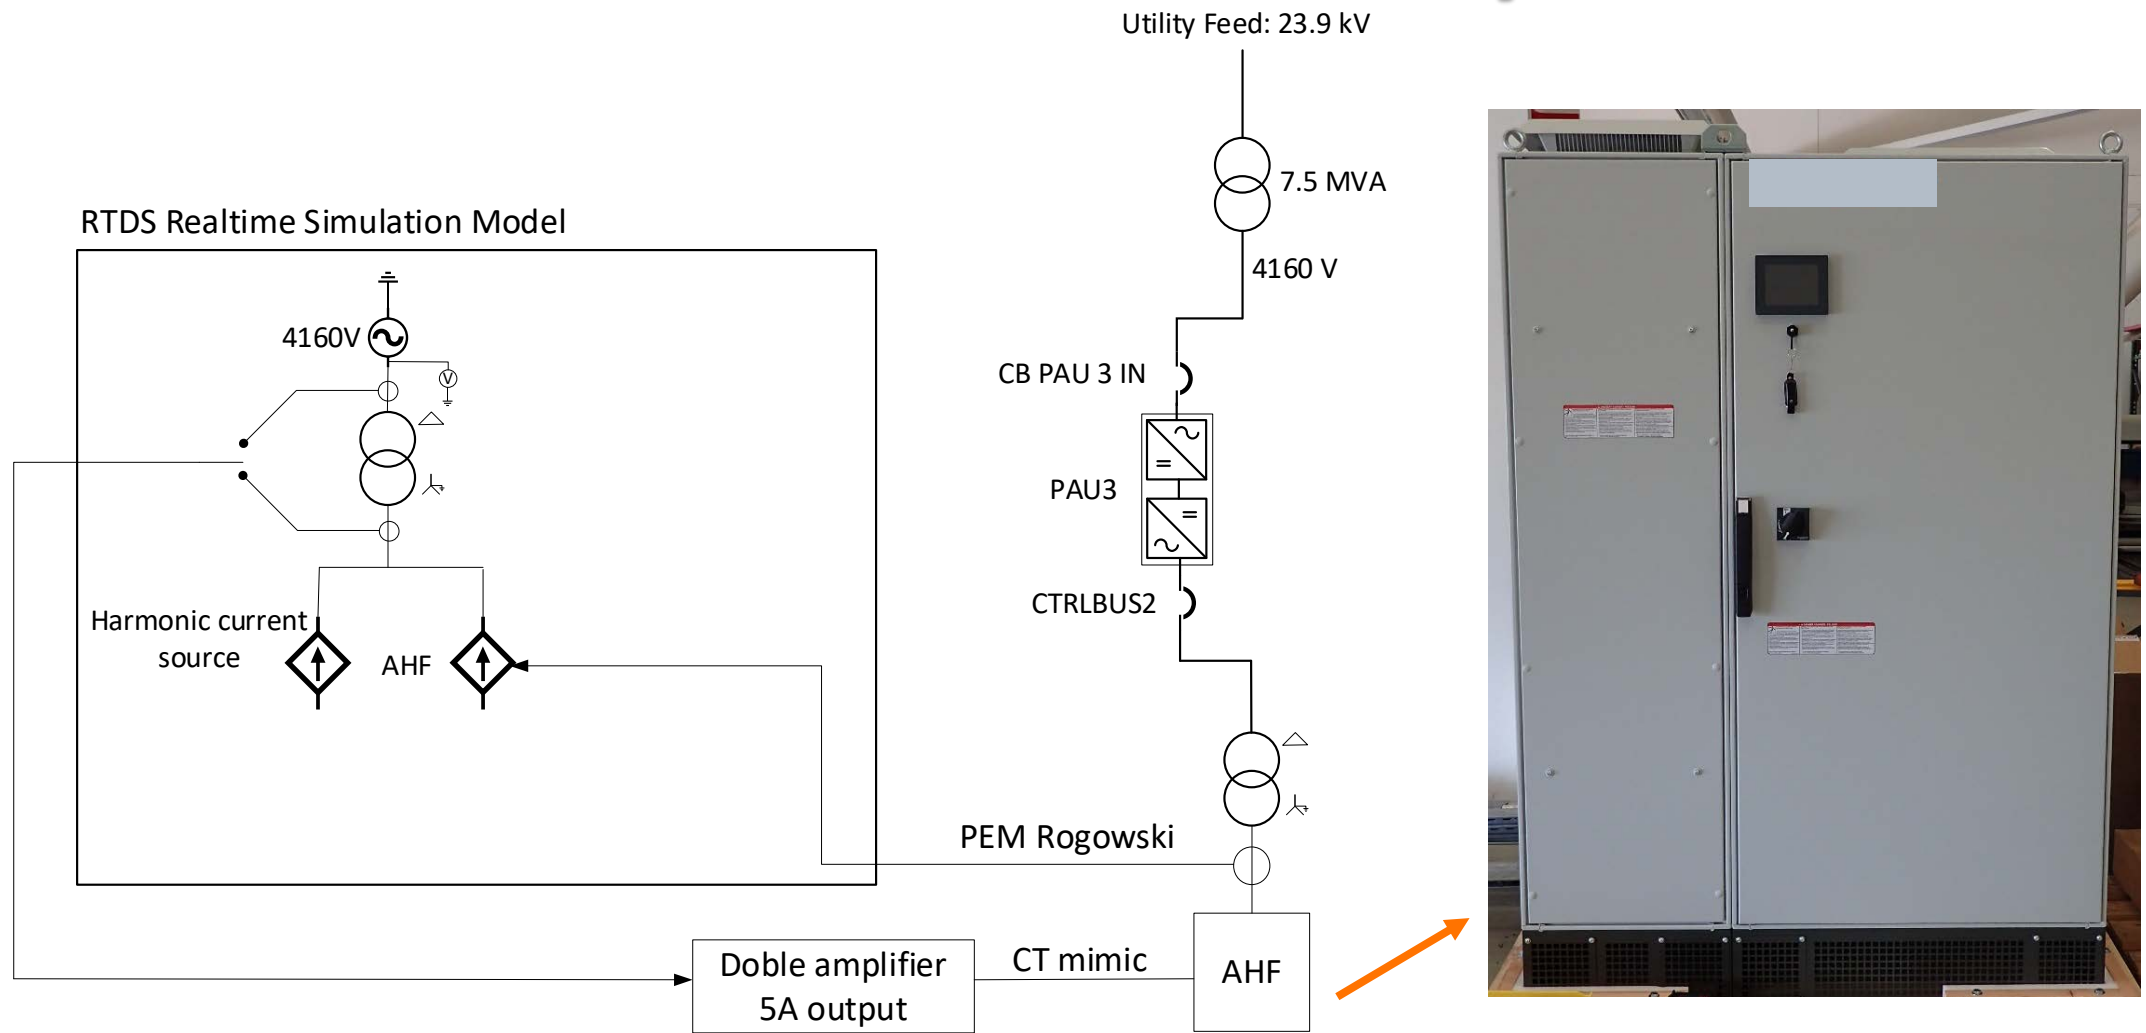 Utility Feed: 23.9 kV
7.5 MVA
4160 V
RTDS Realtime Simulation Model
4160V
V
CB PAU 3 IN
PAU3
CTRLBUS2
Harmonic current
source
AHF
PEM Rogowski
Doble amplifier
5A output
CT mimic
AHF